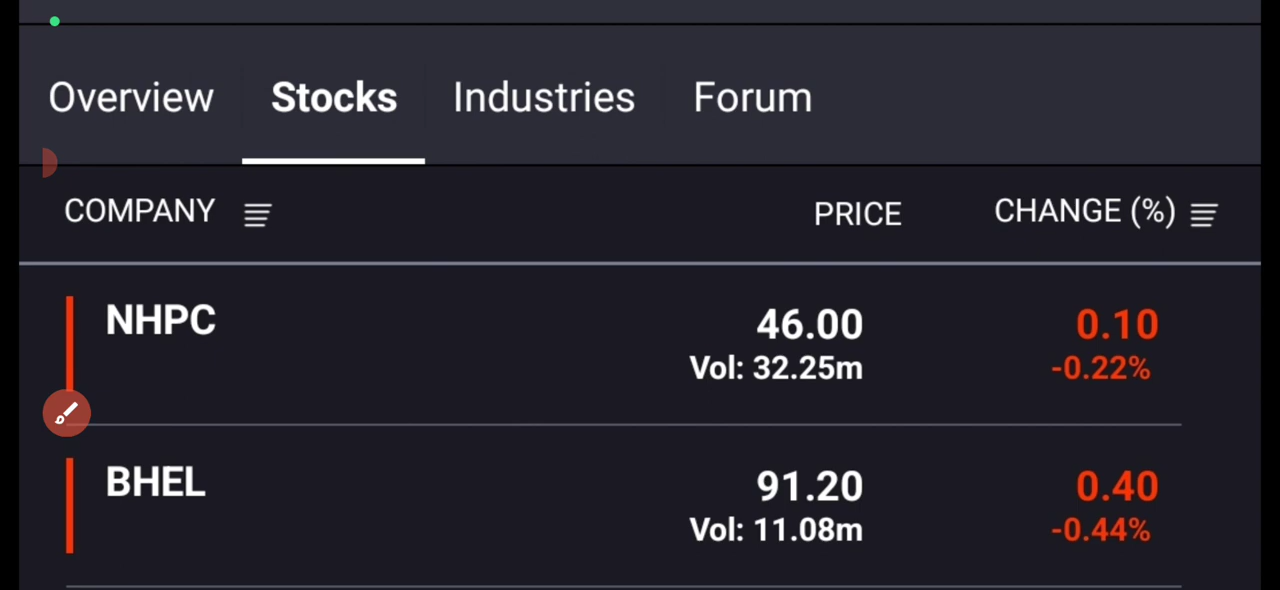 Overview Stocks Industries Forum
COMPANY PRICE CHANGE (%)
NHPC 46.00 0.10
Vol: 32.25m -0.22%
BHEL 91.20 0.40
Vol: 11.08m -0.44%